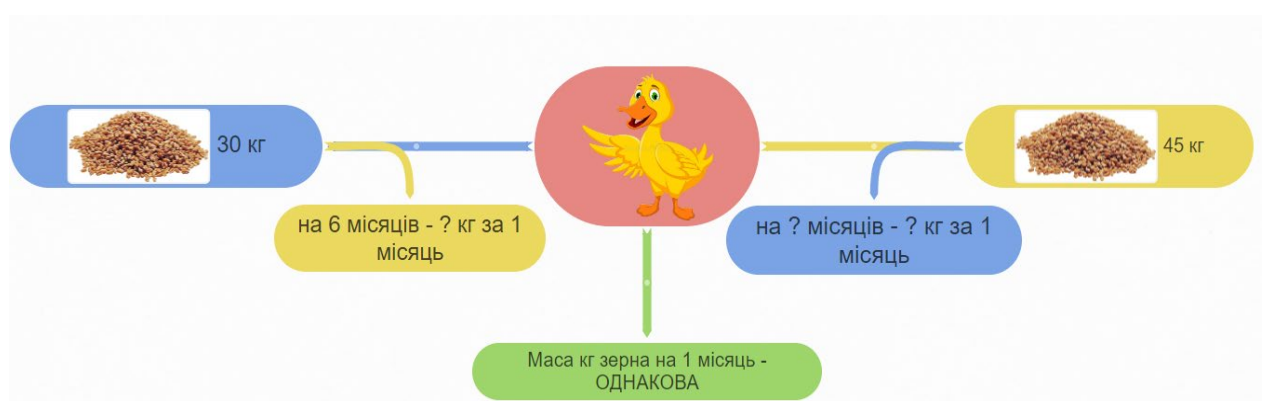 30 кг
45 кг
на 6 місяців - ? кг за 1
місяць
на ? місяців - ? кг за 1
місяць
Маса кг зерна на 1 місяць -
ОДНАКОВА